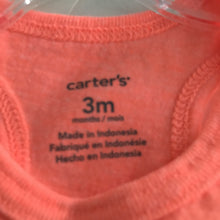 carter's
3m
months / mois
Made in Indonesia
Fabriqué en Indonésie
Hecho en Indonesia